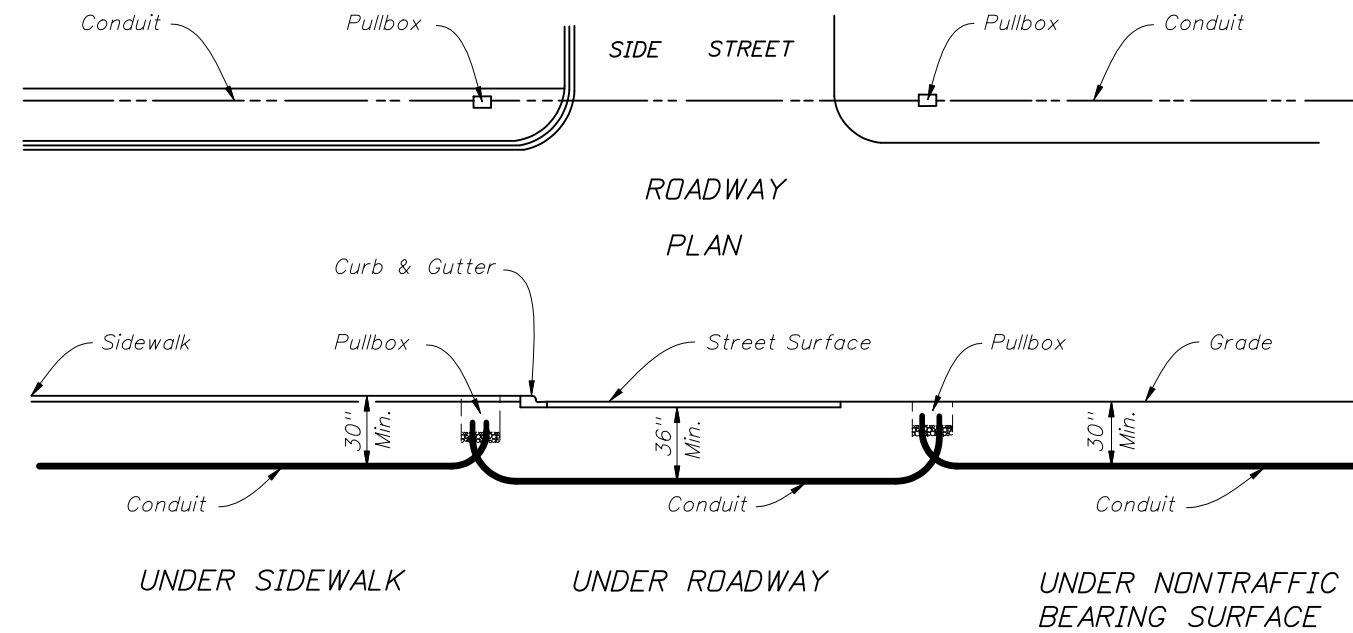 Conduit
Pullbox
SIDE STREET
Pullbox
Conduit
ROADWAY
PLAN
Curb & Gutter
Sidewalk
Pullbox
Street Surface
Pullbox
Grade
30"
Min.
36"
Min.
30"
Min.
Conduit
Conduit
Conduit
UNDER SIDEWALK
UNDER ROADWAY
UNDER NONTRAFFIC
BEARING SURFACE